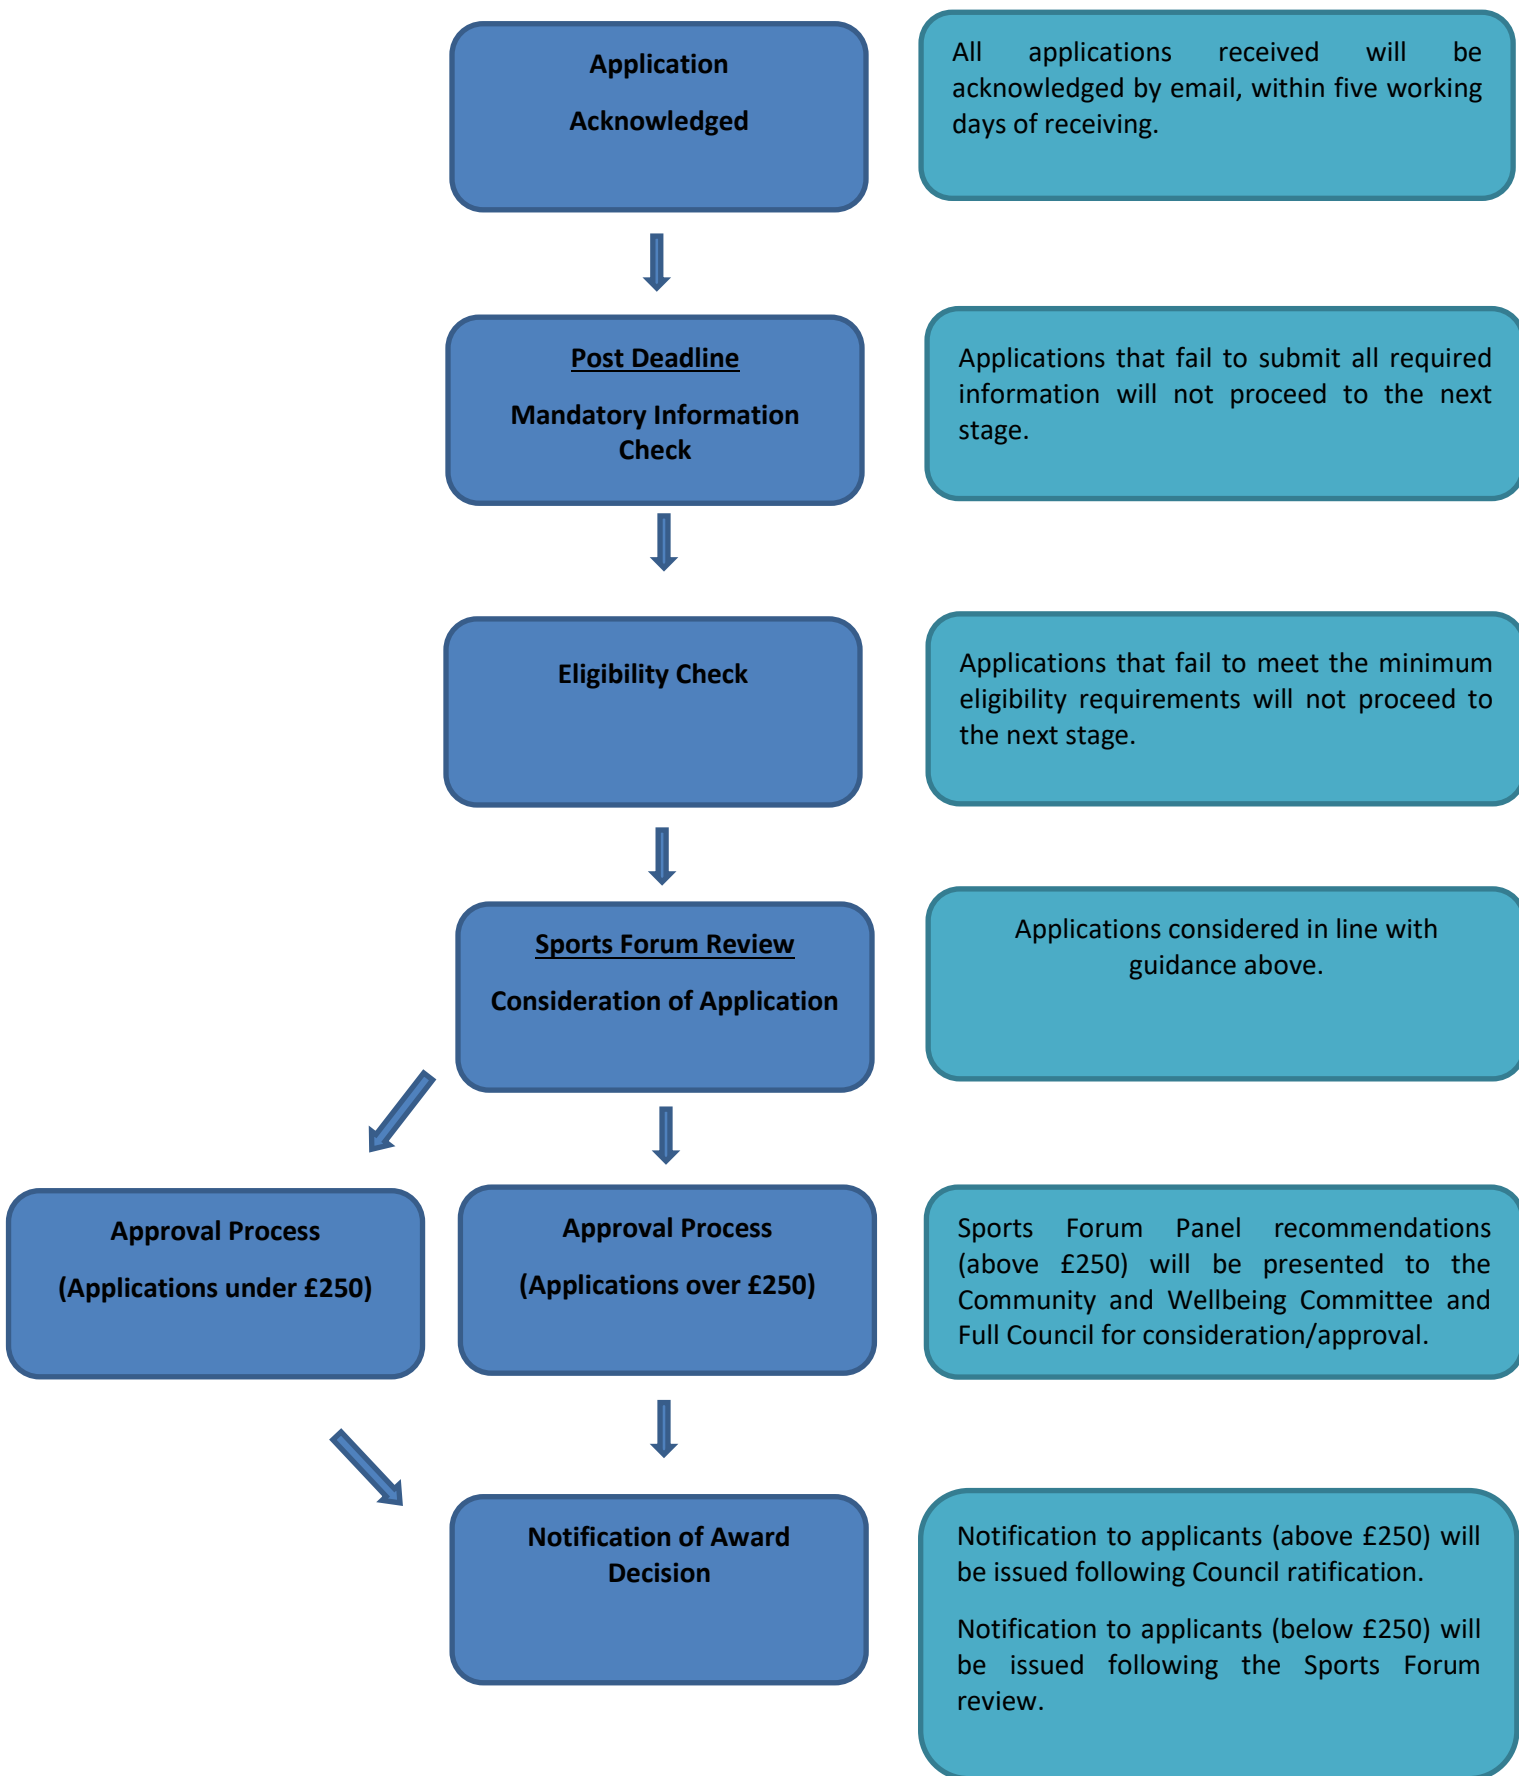 Application
Acknowledged
All applications received will be
acknowledged by email, within five working
days of receiving.
Post Deadline
Mandatory Information
Check
Applications that fail to submit all required
information will not proceed to the next
stage.
Eligibility Check
Applications that fail to meet the minimum
eligibility requirements will not proceed to
the next stage.
Sports Forum Review
Consideration of Application
Applications considered in line with
guidance above.
Approval Process
(Applications under £250)
Approval Process
(Applications over £250)
Sports Forum Panel recommendations
(above £250) will be presented to the
Community and Wellbeing Committee and
Full Council for consideration/approval.
Notification of Award
Decision
Notification to applicants (above £250) will
be issued following Council ratification.
Notification to applicants (below £250) will
be issued following the Sports Forum
review.